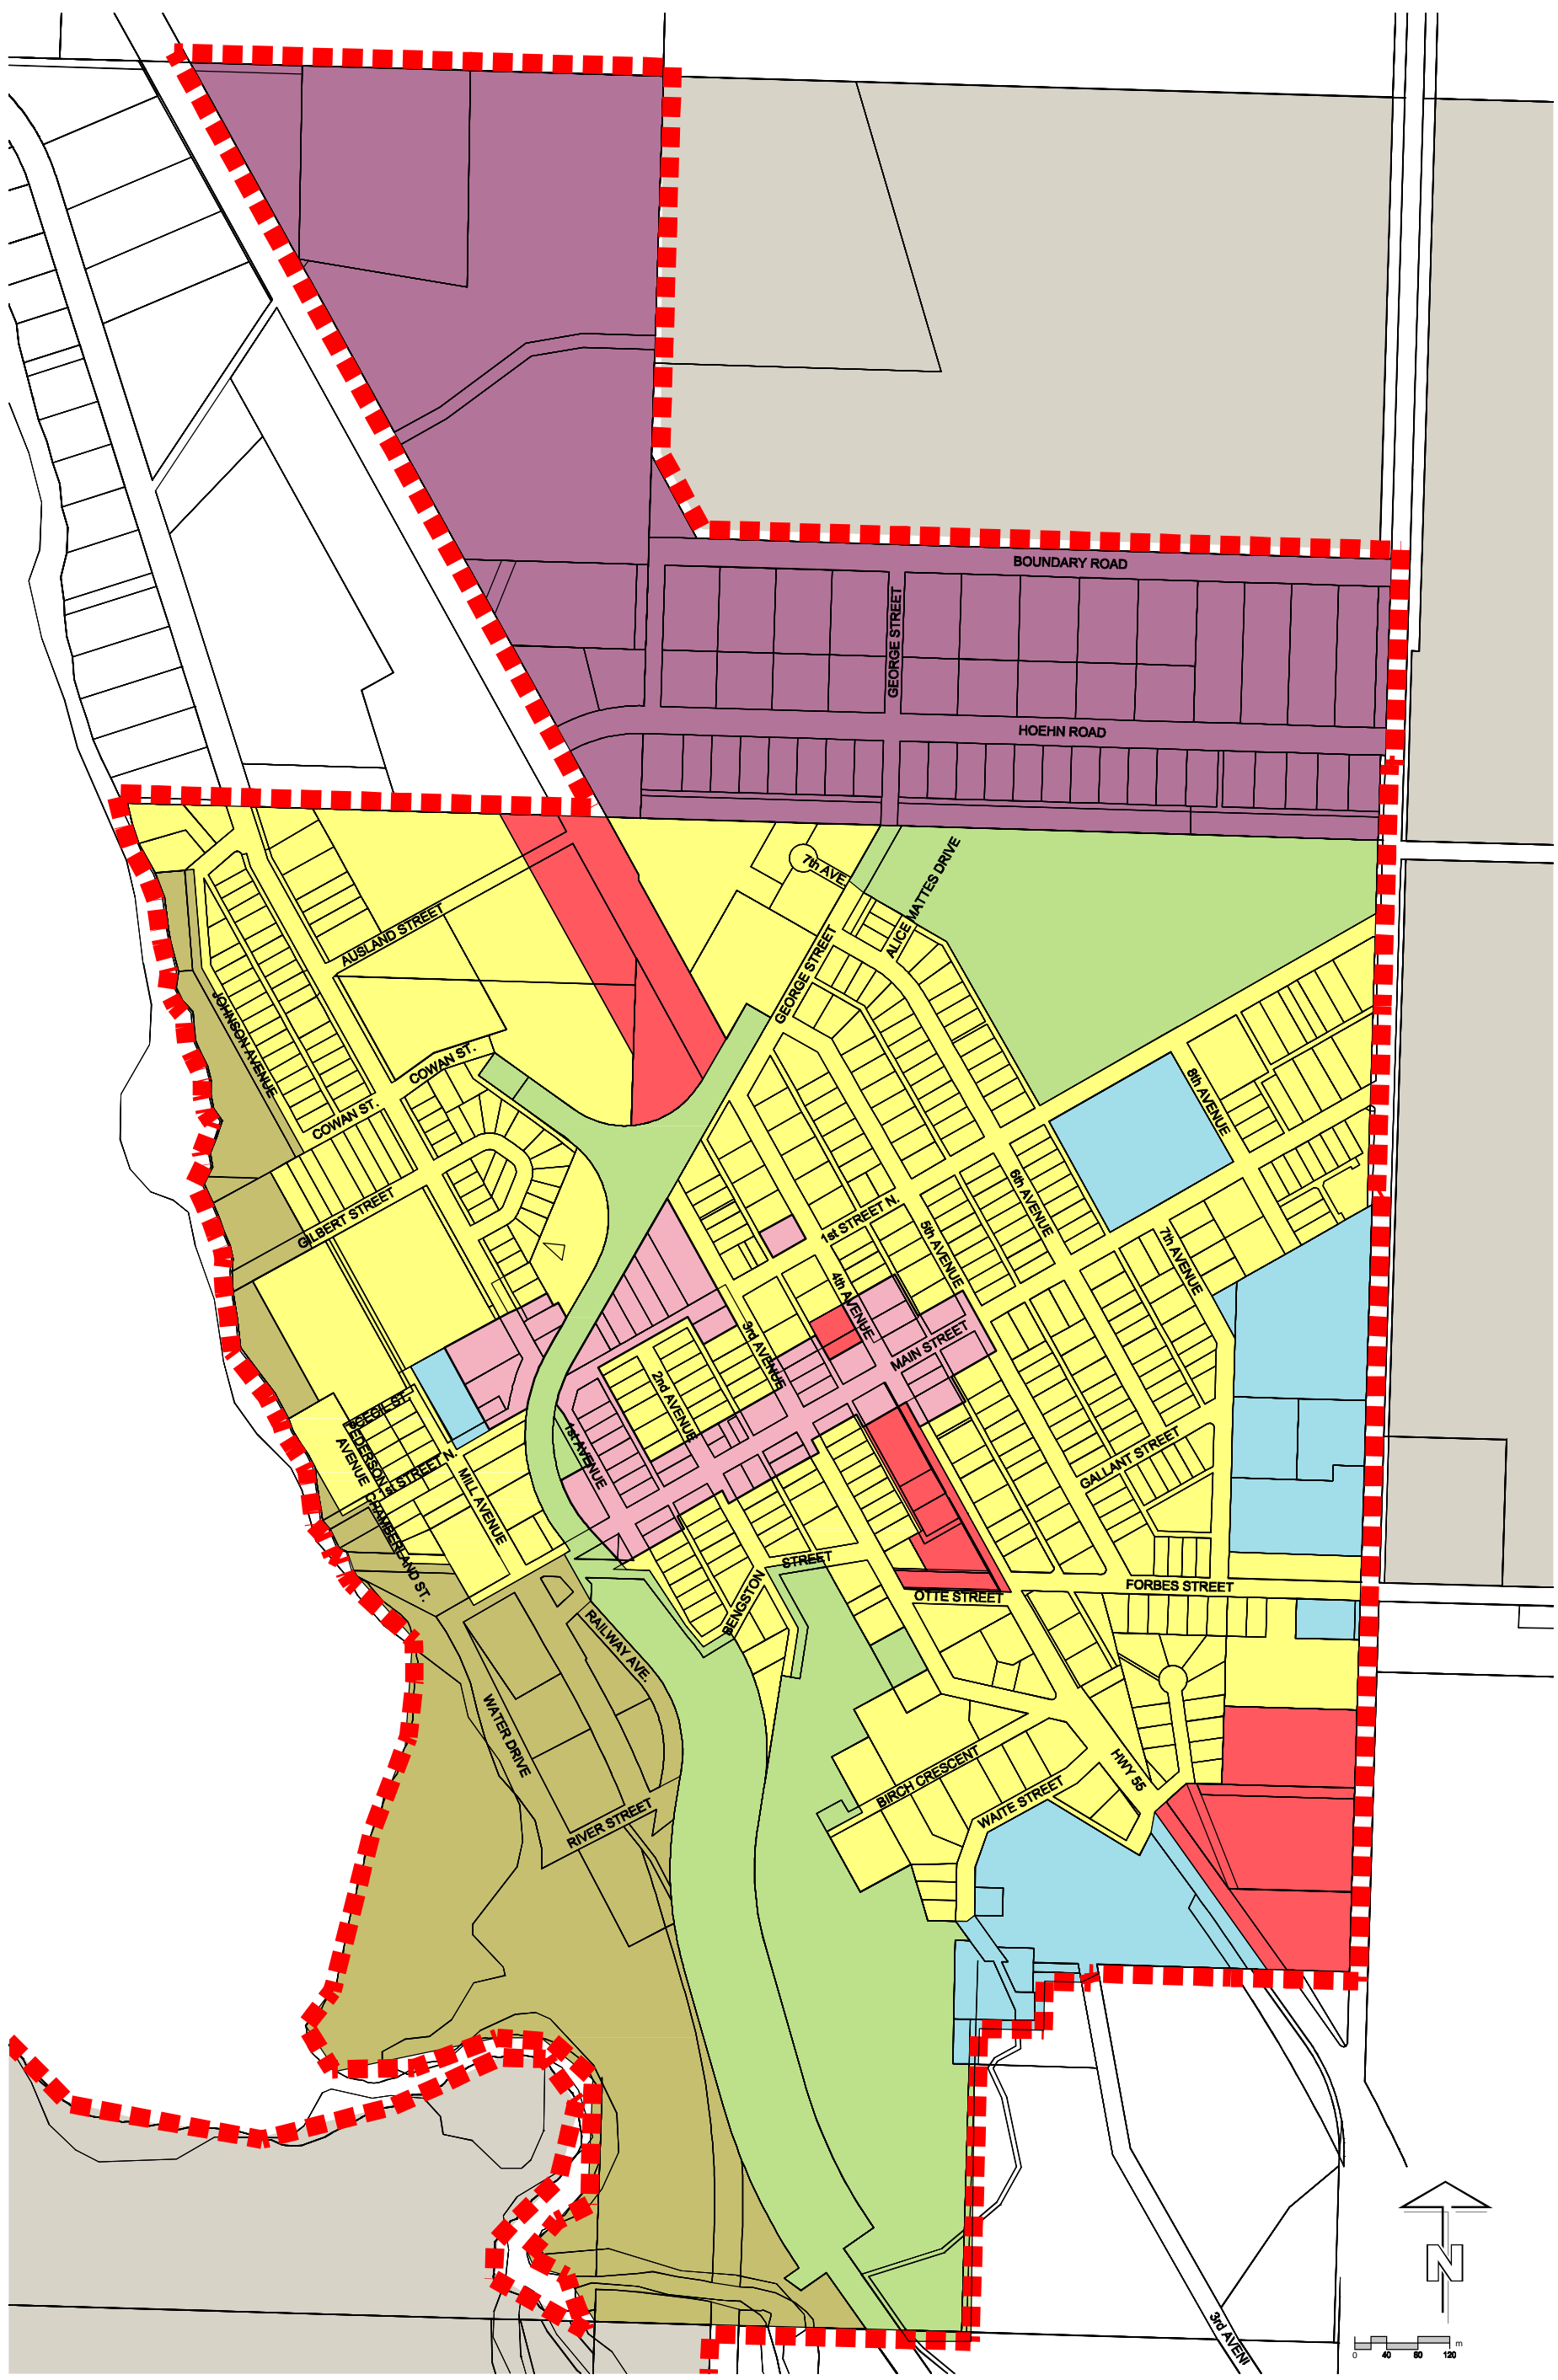 BOUNDARY ROAD
GEORGE STREET
HOEHN ROAD
7th AVE.
ALICE MATTES DRIVE
AUSLAND STREET
GEORGE STREET
JOHNSON AVENUE
COWAN ST.
COWAN ST.
8th AVENUE
GILBERT STREET
1st STREET N.
6th AVENUE
5th AVENUE
7th AVENUE
4th AVENUE
3rd AVENUE
MAIN STREET
2nd AVENUE
CECIL ST.
PEDERSON
AVENUE
1st STREET N.
1st AVENUE
MILL AVENUE
GALLANT STREET
CHAMBERLAND ST.
BENGSTON
STREET
OTTE STREET
FORBES STREET
RAILWAY AVE.
WATER DRIVE
RIVER STREET
BIRCH CRESCENT
HWY 55
WAITE STREET
N
3rd AVENI
0 40 80 120 m